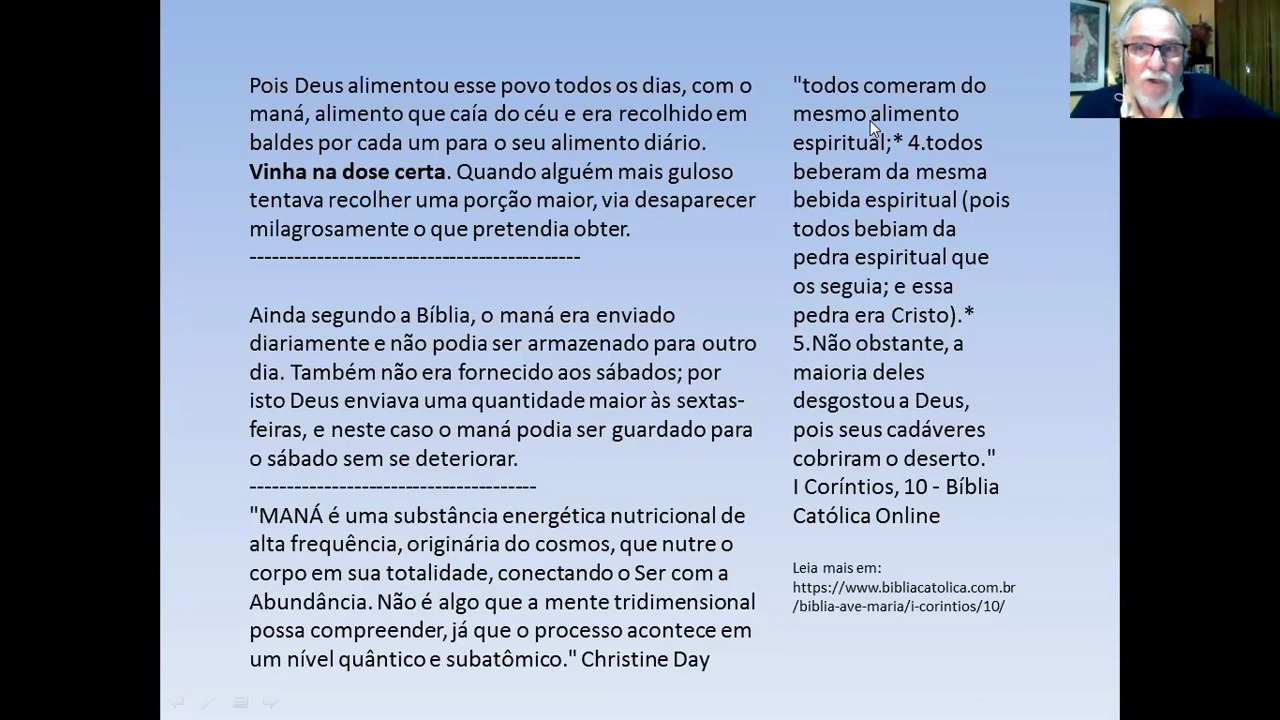 Pois Deus alimentou esse povo todos os dias, com o
maná, alimento que caía do céu e era recolhido em
baldes por cada um para o seu alimento diário.
Vinha na dose certa. Quando alguém mais guloso
tentava recolher uma porção maior, via desaparecer
milagrosamente o que pretendia obter.
---------------------------------------------
Ainda segundo a Bíblia, o maná era enviado
diariamente e não podia ser armazenado para outro
dia. Também não era fornecido aos sábados; por
isto Deus enviava uma quantidade maior às sextas-
feiras, e neste caso o maná podia ser guardado para
o sábado sem se deteriorar.
---------------------------------------
"MANÁ é uma substância energética nutricional de
alta frequência, originária do cosmos, que nutre o
corpo em sua totalidade, conectando o Ser com a
Abundância. Não é algo que a mente tridimensional
possa compreender, já que o processo acontece em
um nível quântico e subatômico." Christine Day
"todos comeram do
mesmo alimento
espiritual;* 4.todos
beberam da mesma
bebida espiritual (pois
todos bebiam da
pedra espiritual que
os seguia; e essa
pedra era Cristo).*
5.Não obstante, a
maioria deles
desgostou a Deus,
pois seus cadáveres
cobriram o deserto."
I Coríntios, 10 - Bíblia
Católica Online
Leia mais em:
https://www.bibliacatolica.com.br
/biblia-ave-maria/i-corintios/10/